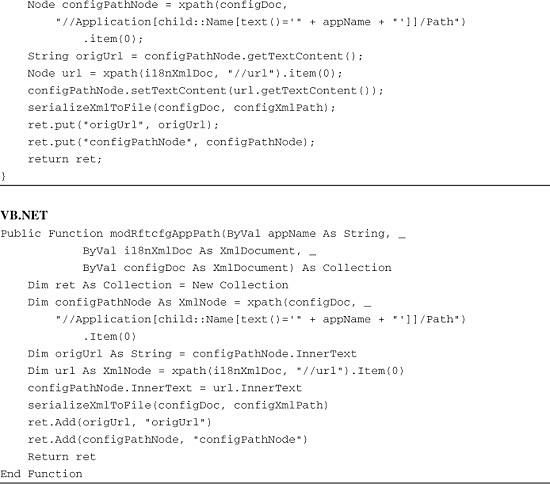 Node configPathNode = xpath(configDoc,
        "//Application[child::Name[text()='" + appName + "']]/Path")
            .item(0);
    String origUrl = configPathNode.getTextContent();
    Node url = xpath(i18nXmlDoc, "//url").item(0);
    configPathNode.setTextContent(url.getTextContent());
    serializeXmlToFile(configDoc, configXmlPath);
    ret.put("origUrl", origUrl);
    ret.put("configPathNode", configPathNode);
    return ret;
}
VB.NET
Public Function modRftcfgAppPath(ByVal appName As String, _
            ByVal i18nXmlDoc As XmlDocument, _
            ByVal configDoc As XmlDocument) As Collection
    Dim ret As Collection = New Collection
    Dim configPathNode As XmlNode = xpath(configDoc, _
        "//Application[child::Name[text()='" + appName + "']]/Path")
            .Item(0)
    Dim origUrl As String = configPathNode.InnerText
    Dim url As XmlNode = xpath(i18nXmlDoc, "//url").Item(0)
    configPathNode.InnerText = url.InnerText
    serializeXmlToFile(configDoc, configXmlPath)
    ret.Add(origUrl, "origUrl")
    ret.Add(configPathNode, "configPathNode")
    Return ret
End Function